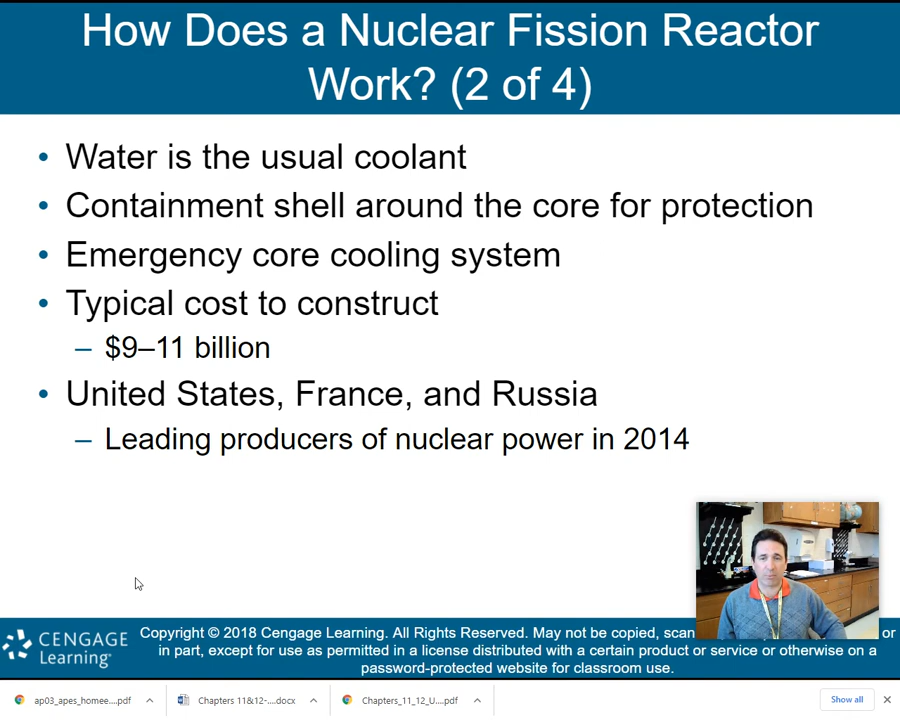 How Does a Nuclear Fission Reactor
Work? (2 of 4)
• Water is the usual coolant
• Containment shell around the core for protection
• Emergency core cooling system
• Typical cost to construct
– $9–11 billion
• United States, France, and Russia
– Leading producers of nuclear power in 2014
CENGAGE
Learning™
Copyright © 2018 Cengage Learning. All Rights Reserved. May not be copied, scan or
in part, except for use as permitted in a license distributed with a certain product or service or otherwise on a
password-protected website for classroom use.
ap03_apes_homee....pdf
Chapters 11&12-....docx
Chapters_11_12_U....pdf
Show all